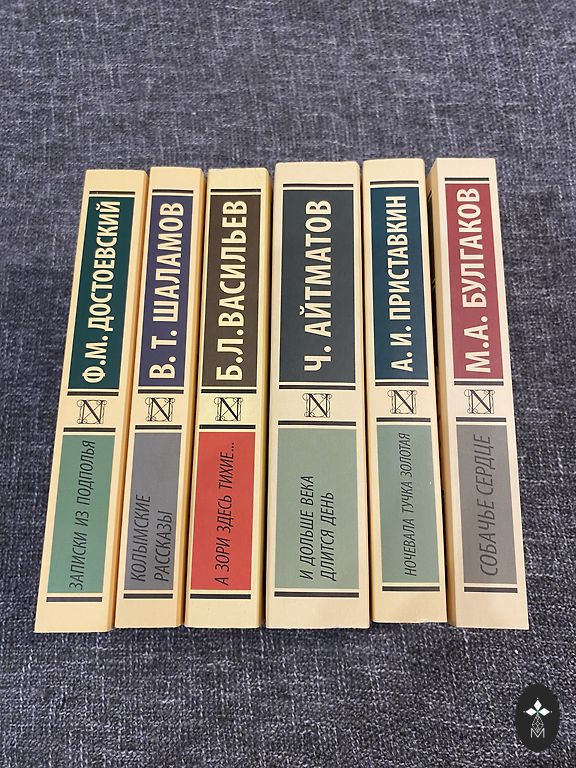 Ф.М. ДОСТОЕВСКИЙ
ЗАПИСКИ ИЗ ПОДПОЛЬЯ
В. Т. ШАЛАМОВ
КОЛЫМСКИЕ
РАССКАЗЫ
Б.Л.ВАСИЛЬЕВ
А ЗОРИ ЗДЕСЬ ТИХИЕ...
Ч. АЙТМАТОВ
И ДОЛЬШЕ ВЕКА
ДЛИТСЯ ДЕНЬ
А. И. ПРИСТАВКИН
НОЧЕВАЛА ТУЧКА ЗОЛОТАЯ
М.А. БУЛГАКОВ
СОБАЧЬЕ СЕРДЦЕ
M